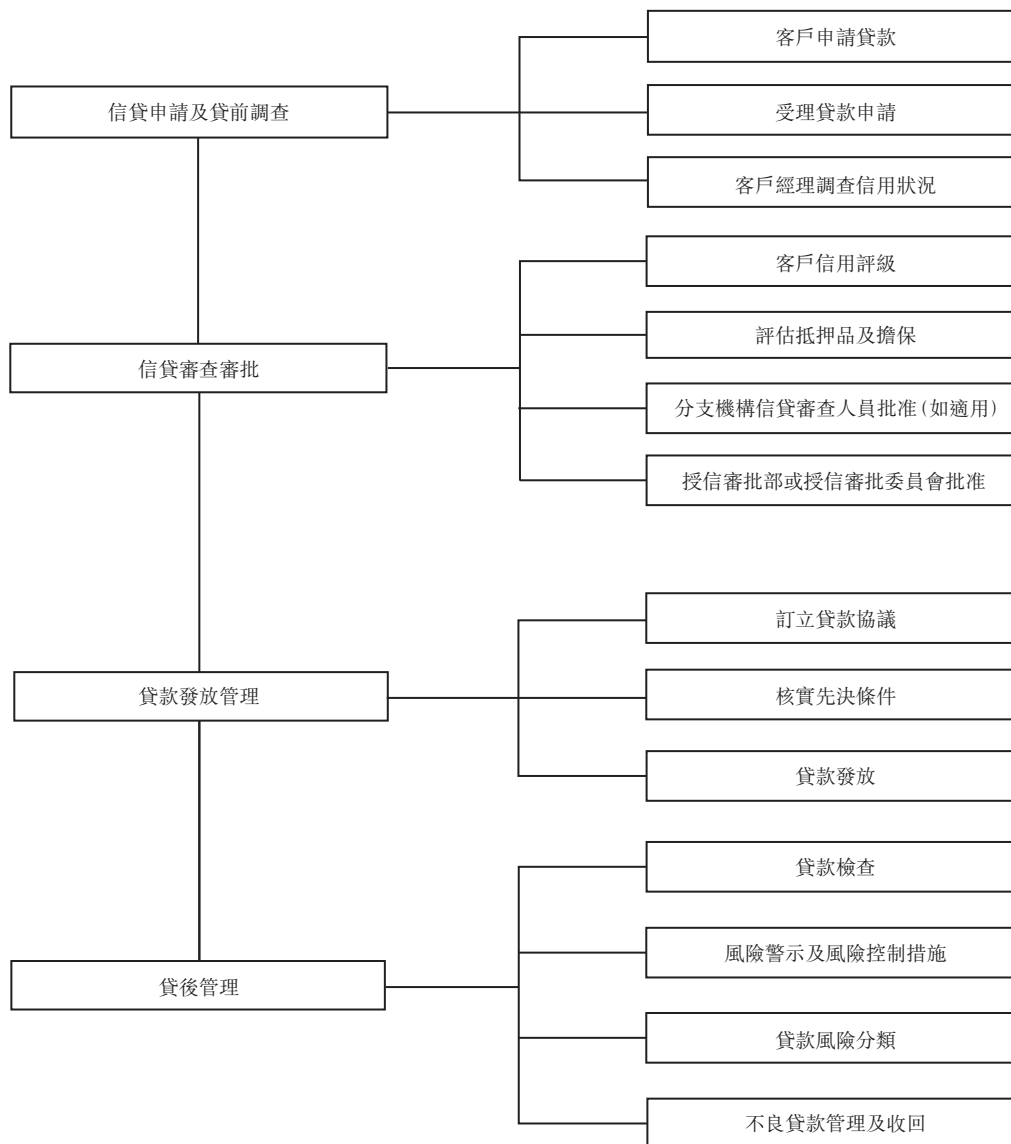 信貸申請及貸前調查
客戶申請貸款
受理貸款申請
客戶經理調查信用狀況
信貸審查審批
客戶信用評級
評估抵押品及擔保
分支機構信貸審查人員批准(如適用)
授信審批部或授信審批委員會批准
貸款發放管理
訂立貸款協議
核實先決條件
貸款發放
貸後管理
貸款檢查
風險警示及風險控制措施
貸款風險分類
不良貸款管理及收回